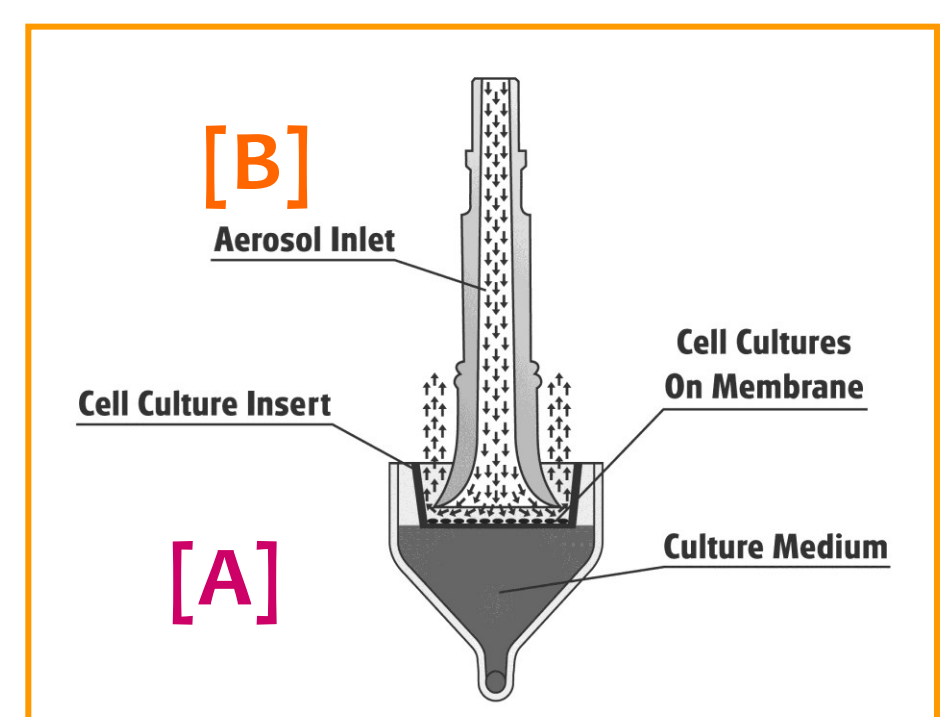 [B]
Aerosol Inlet
Cell Cultures
On Membrane
Cell Culture Insert
Culture Medium
[A]